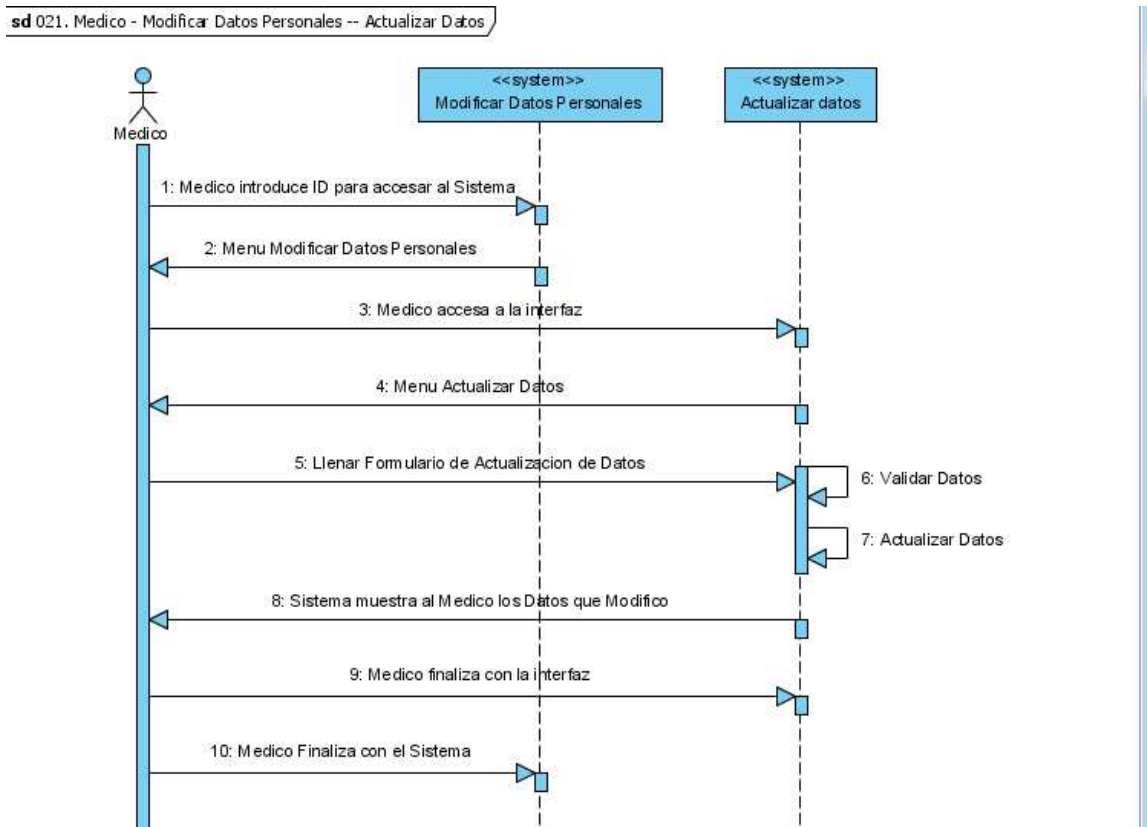 sd 021. Medico - Modificar Datos Personales -- Actualizar Datos
<<system>>
Modificar Datos Personales
<<system>>
Actualizar datos
Medico
1: Medico introduce ID para accesar al Sistema
2: Menu Modificar Datos Personales
3: Medico accesa a la interfaz
4: Menu Actualizar Datos
5: Llenar Formulario de Actualizacion de Datos
6: Validar Datos
7: Actualizar Datos
8: Sistema muestra al Medico los Datos que Modifico
9: Medico finaliza con la interfaz
10: Medico Finaliza con el Sistema